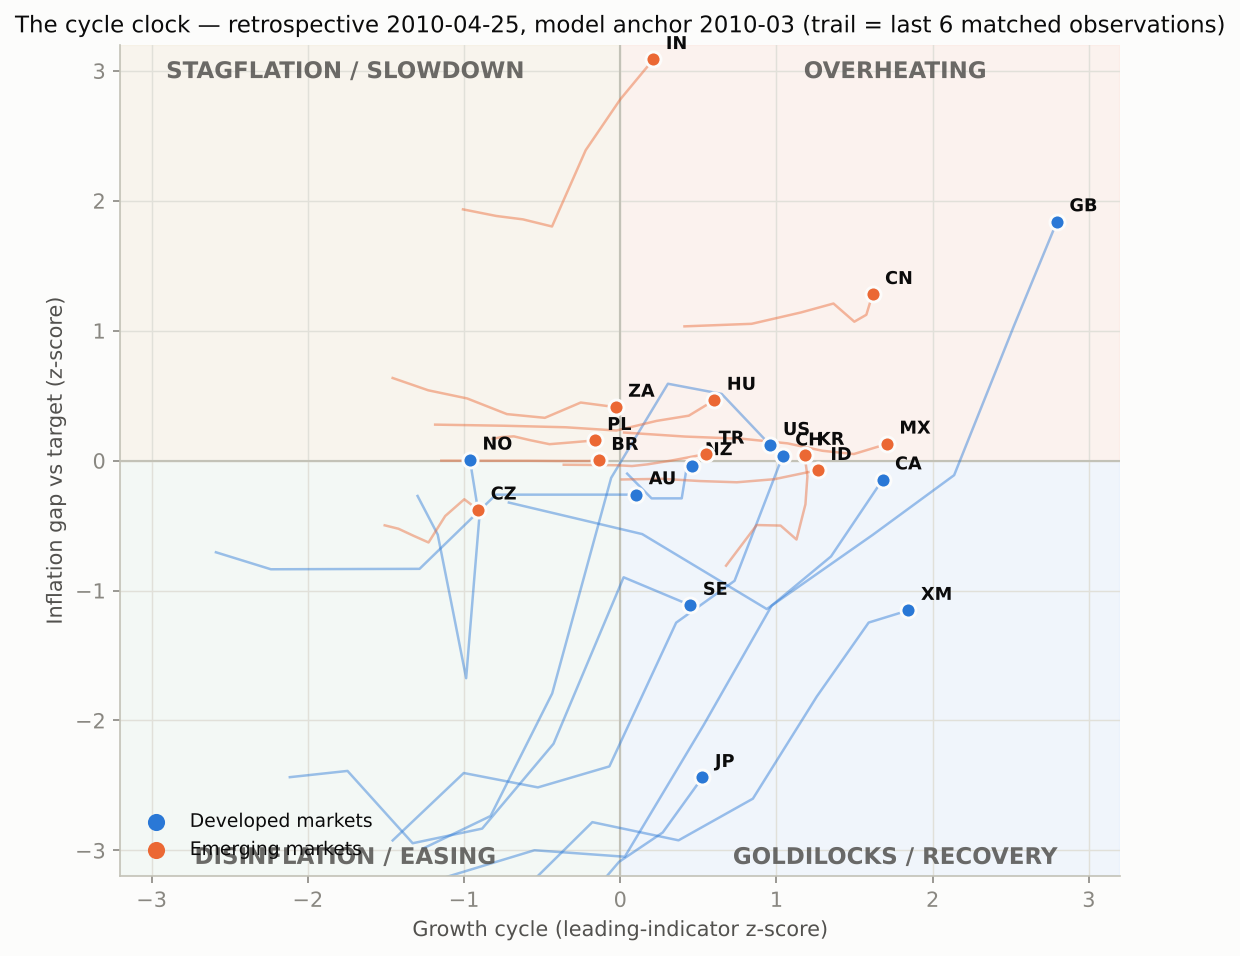 The cycle clock — retrospective 2010-04-25, model anchor 2010-03 (trail = last 6 matched observations)
IN
STAGFLATION / SLOWDOWN
OVERHEATING
GB
CN
HU
ZA
PL
MX
US
TR
CH
KR
NO
BR
NZ
ID
CA
AU
CZ
SE
XM
JP
Developed markets
Emerging markets
DISINFLATION / EASING
GOLDILOCKS / RECOVERY
3
2
1
0
−1
−2
−3
−3
−2
−1
0
1
2
3
Growth cycle (leading-indicator z-score)
Inflation gap vs target (z-score)